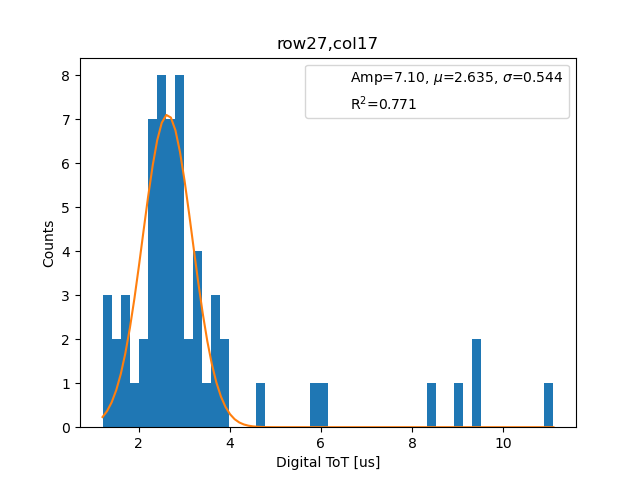 row27,col17
Amp=7.10, μ=2.635, σ=0.544
R²=0.771
8
7
6
5
4
3
2
1
0
Counts
2 4 6 8 10
Digital ToT [us]